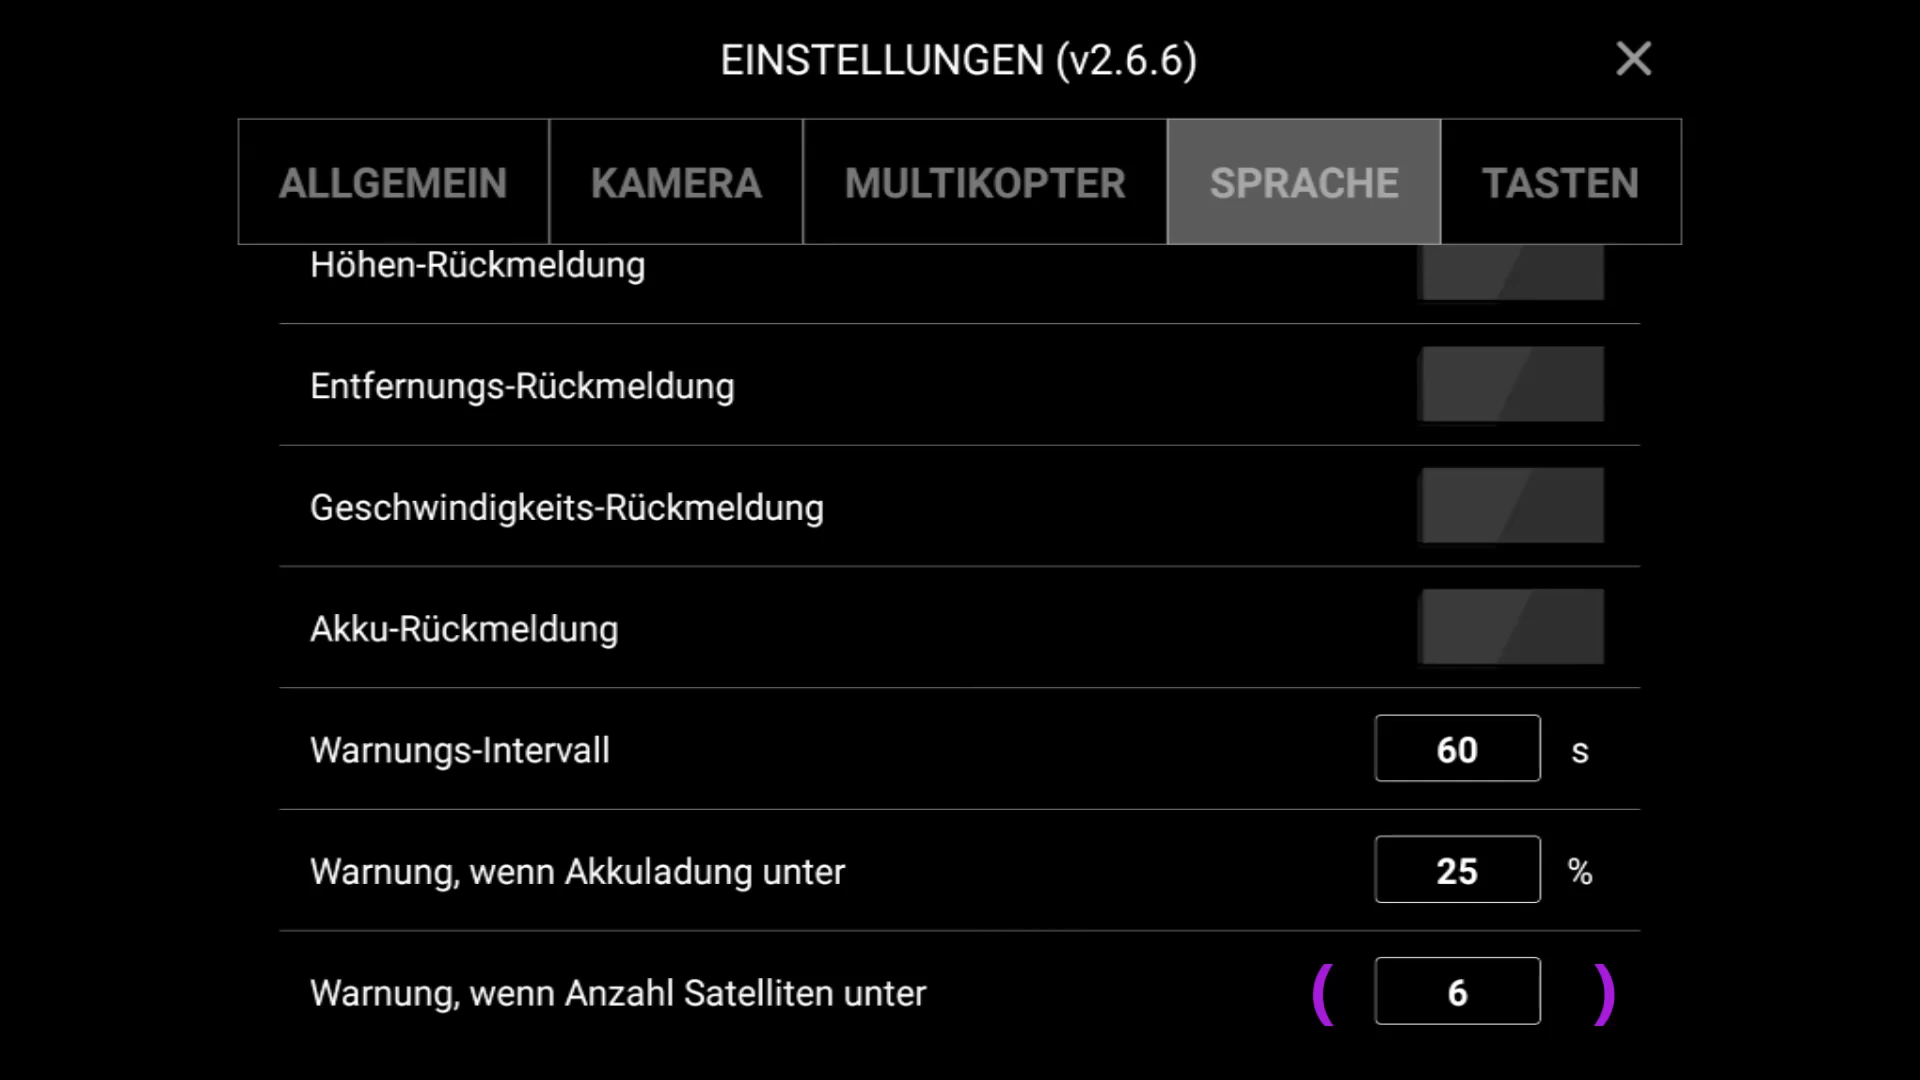 EINSTELLUNGEN (v2.6.6)
ALLGEMEIN KAMERA MULTIKOPTER SPRACHE TASTEN
Höhen-Rückmeldung
Entfernungs-Rückmeldung
Geschwindigkeits-Rückmeldung
Akku-Rückmeldung
Warnungs-Intervall 60 s
Warnung, wenn Akkuladung unter 25 %
Warnung, wenn Anzahl Satelliten unter ( 6 )